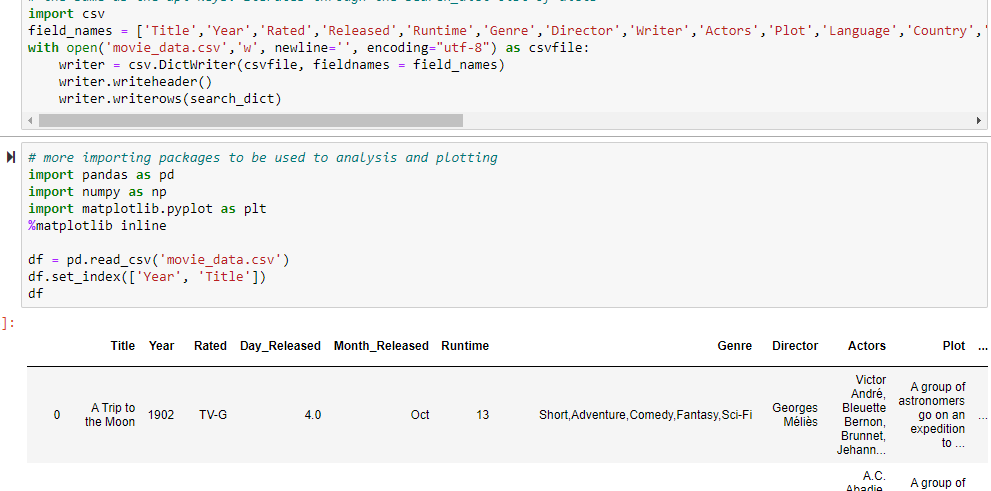 import csv
field_names = ['Title','Year','Rated','Released','Runtime','Genre','Director','Writer','Actors','Plot','Language','Country','
with open('movie_data.csv','w', newline='', encoding="utf-8") as csvfile:
    writer = csv.DictWriter(csvfile, fieldnames = field_names)
    writer.writeheader()
    writer.writerows(search_dict)
# more importing packages to be used to analysis and plotting
import pandas as pd
import numpy as np
import matplotlib.pyplot as plt
%matplotlib inline
df = pd.read_csv('movie_data.csv')
df.set_index(['Year', 'Title'])
df
]:
Title Year Rated Day_Released Month_Released Runtime Genre Director Actors Plot ...
0 A Trip to the Moon 1902 TV-G 4.0 Oct 13 Short,Adventure,Comedy,Fantasy,Sci-Fi Georges Méliès Victor André, Bleuette Bernon, Brunnet, Jehann... A group of astronomers go on an expedition to ... ...
A.C. Abadie, A group of